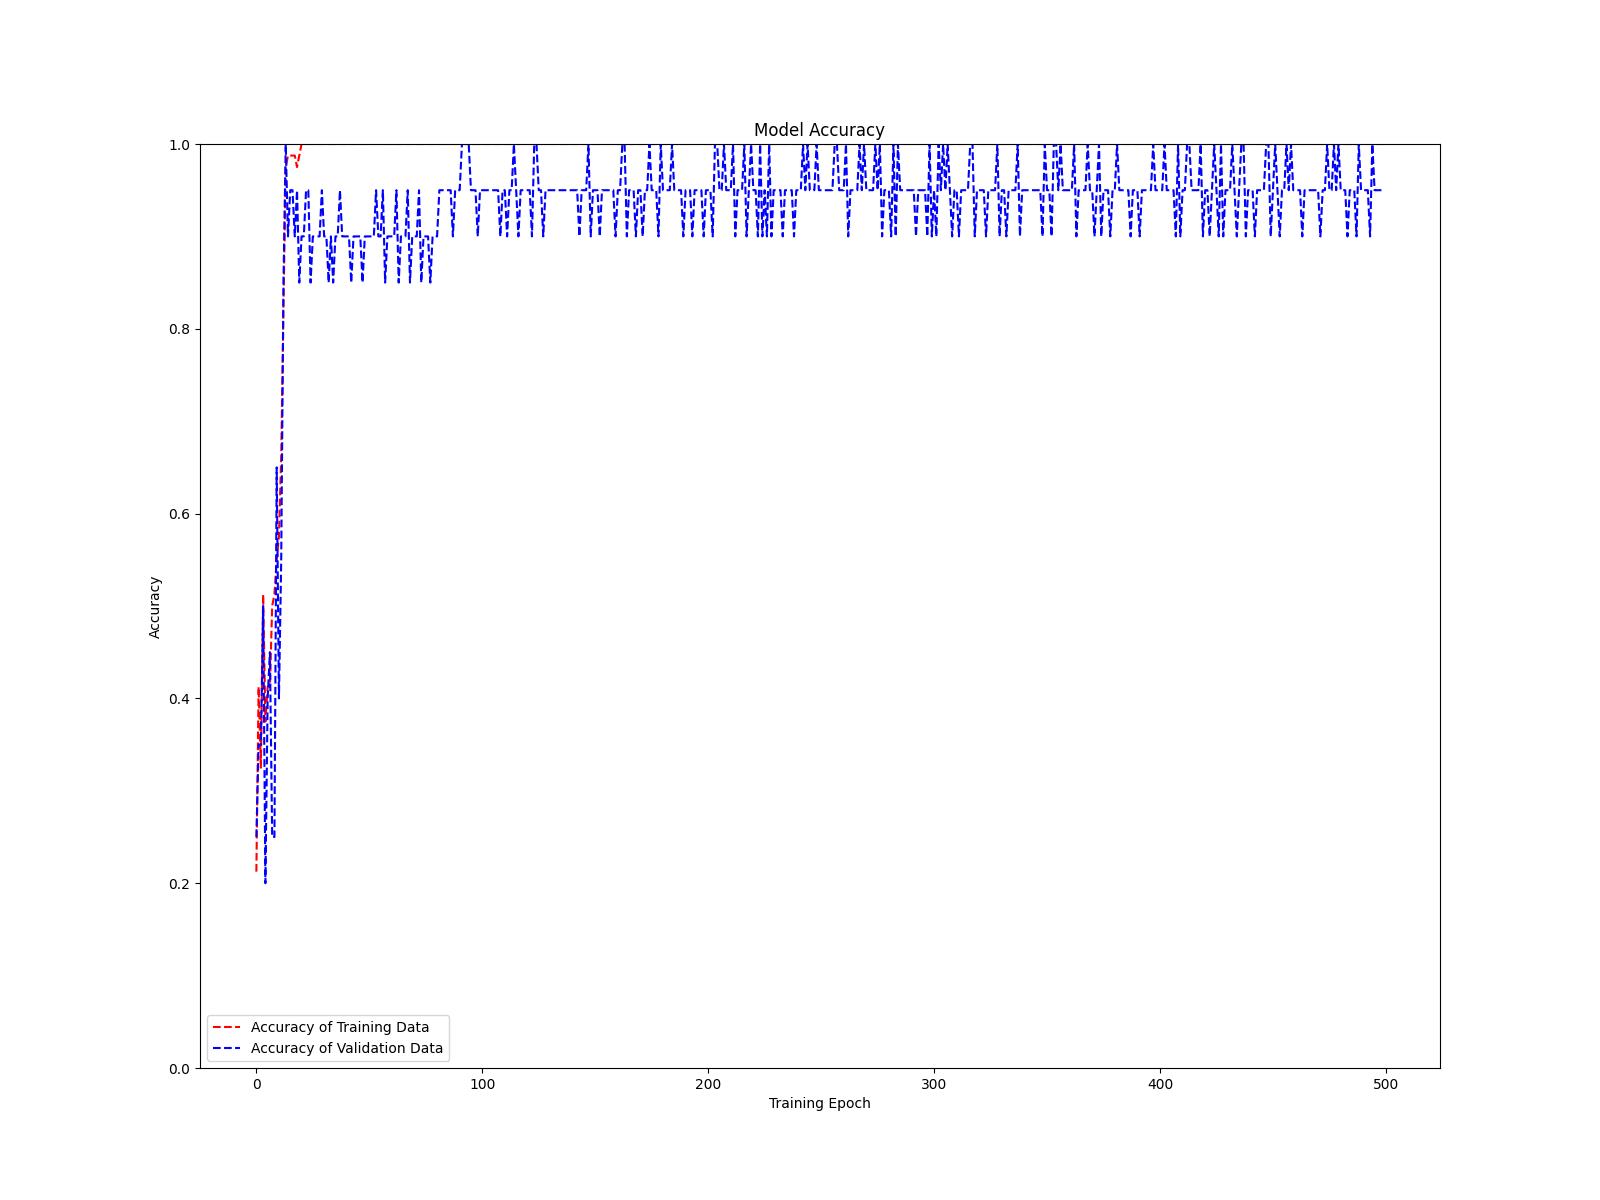 Model Accuracy
1.0
0.8
0.6
0.4
0.2
0.0
Accuracy
Accuracy of Training Data
Accuracy of Validation Data
0 100 200 300 400 500
Training Epoch